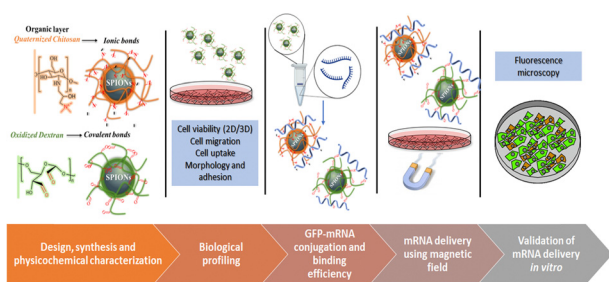 Organic layer
Quaternized Chitosan
Ionic bonds
SPIONs
Oxidized Dextran
Covalent bonds
SPIONs
Cell viability (2D/3D)
Cell migration
Cell uptake
Morphology and
adhesion
Fluorescence
microscopy
Design, synthesis and
physicochemical characterization
Biological
profiling
GFP-mRNA
conjugation and
binding
efficiency
mRNA delivery
using magnetic
field
Validation of
mRNA delivery
in vitro